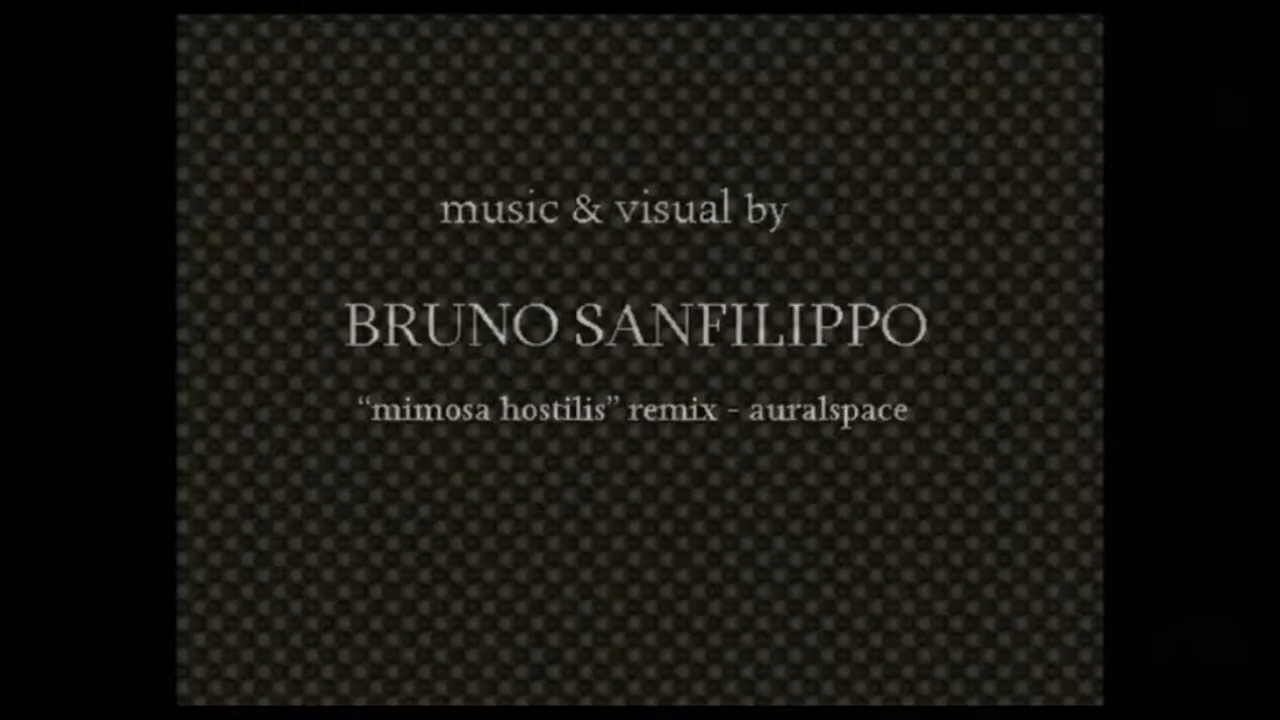 music & visual by
BRUNO SANFILIPPO
“mimosa hostilis” remix - auralspace